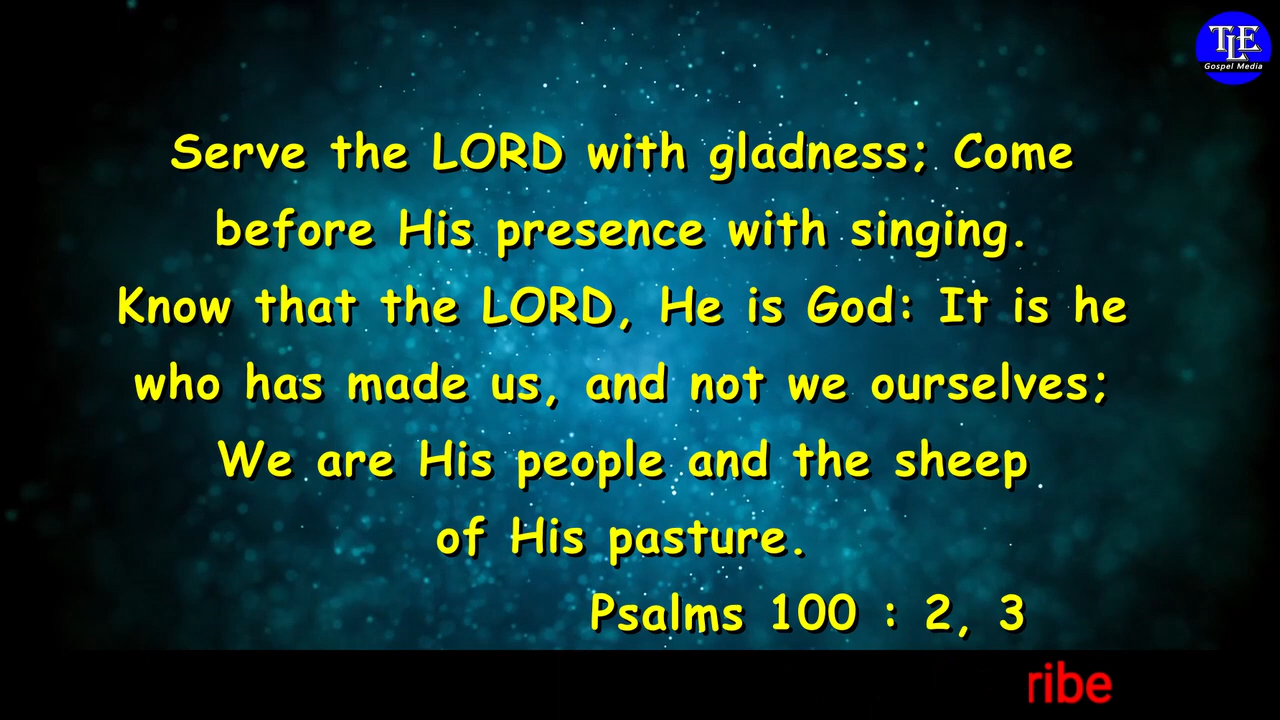 TLE
Gospel Media
Serve the LORD with gladness; Come
before His presence with singing.
Know that the LORD, He is God: It is he
who has made us, and not we ourselves;
We are His people and the sheep
of His pasture.
Psalms 100 : 2, 3
ribe